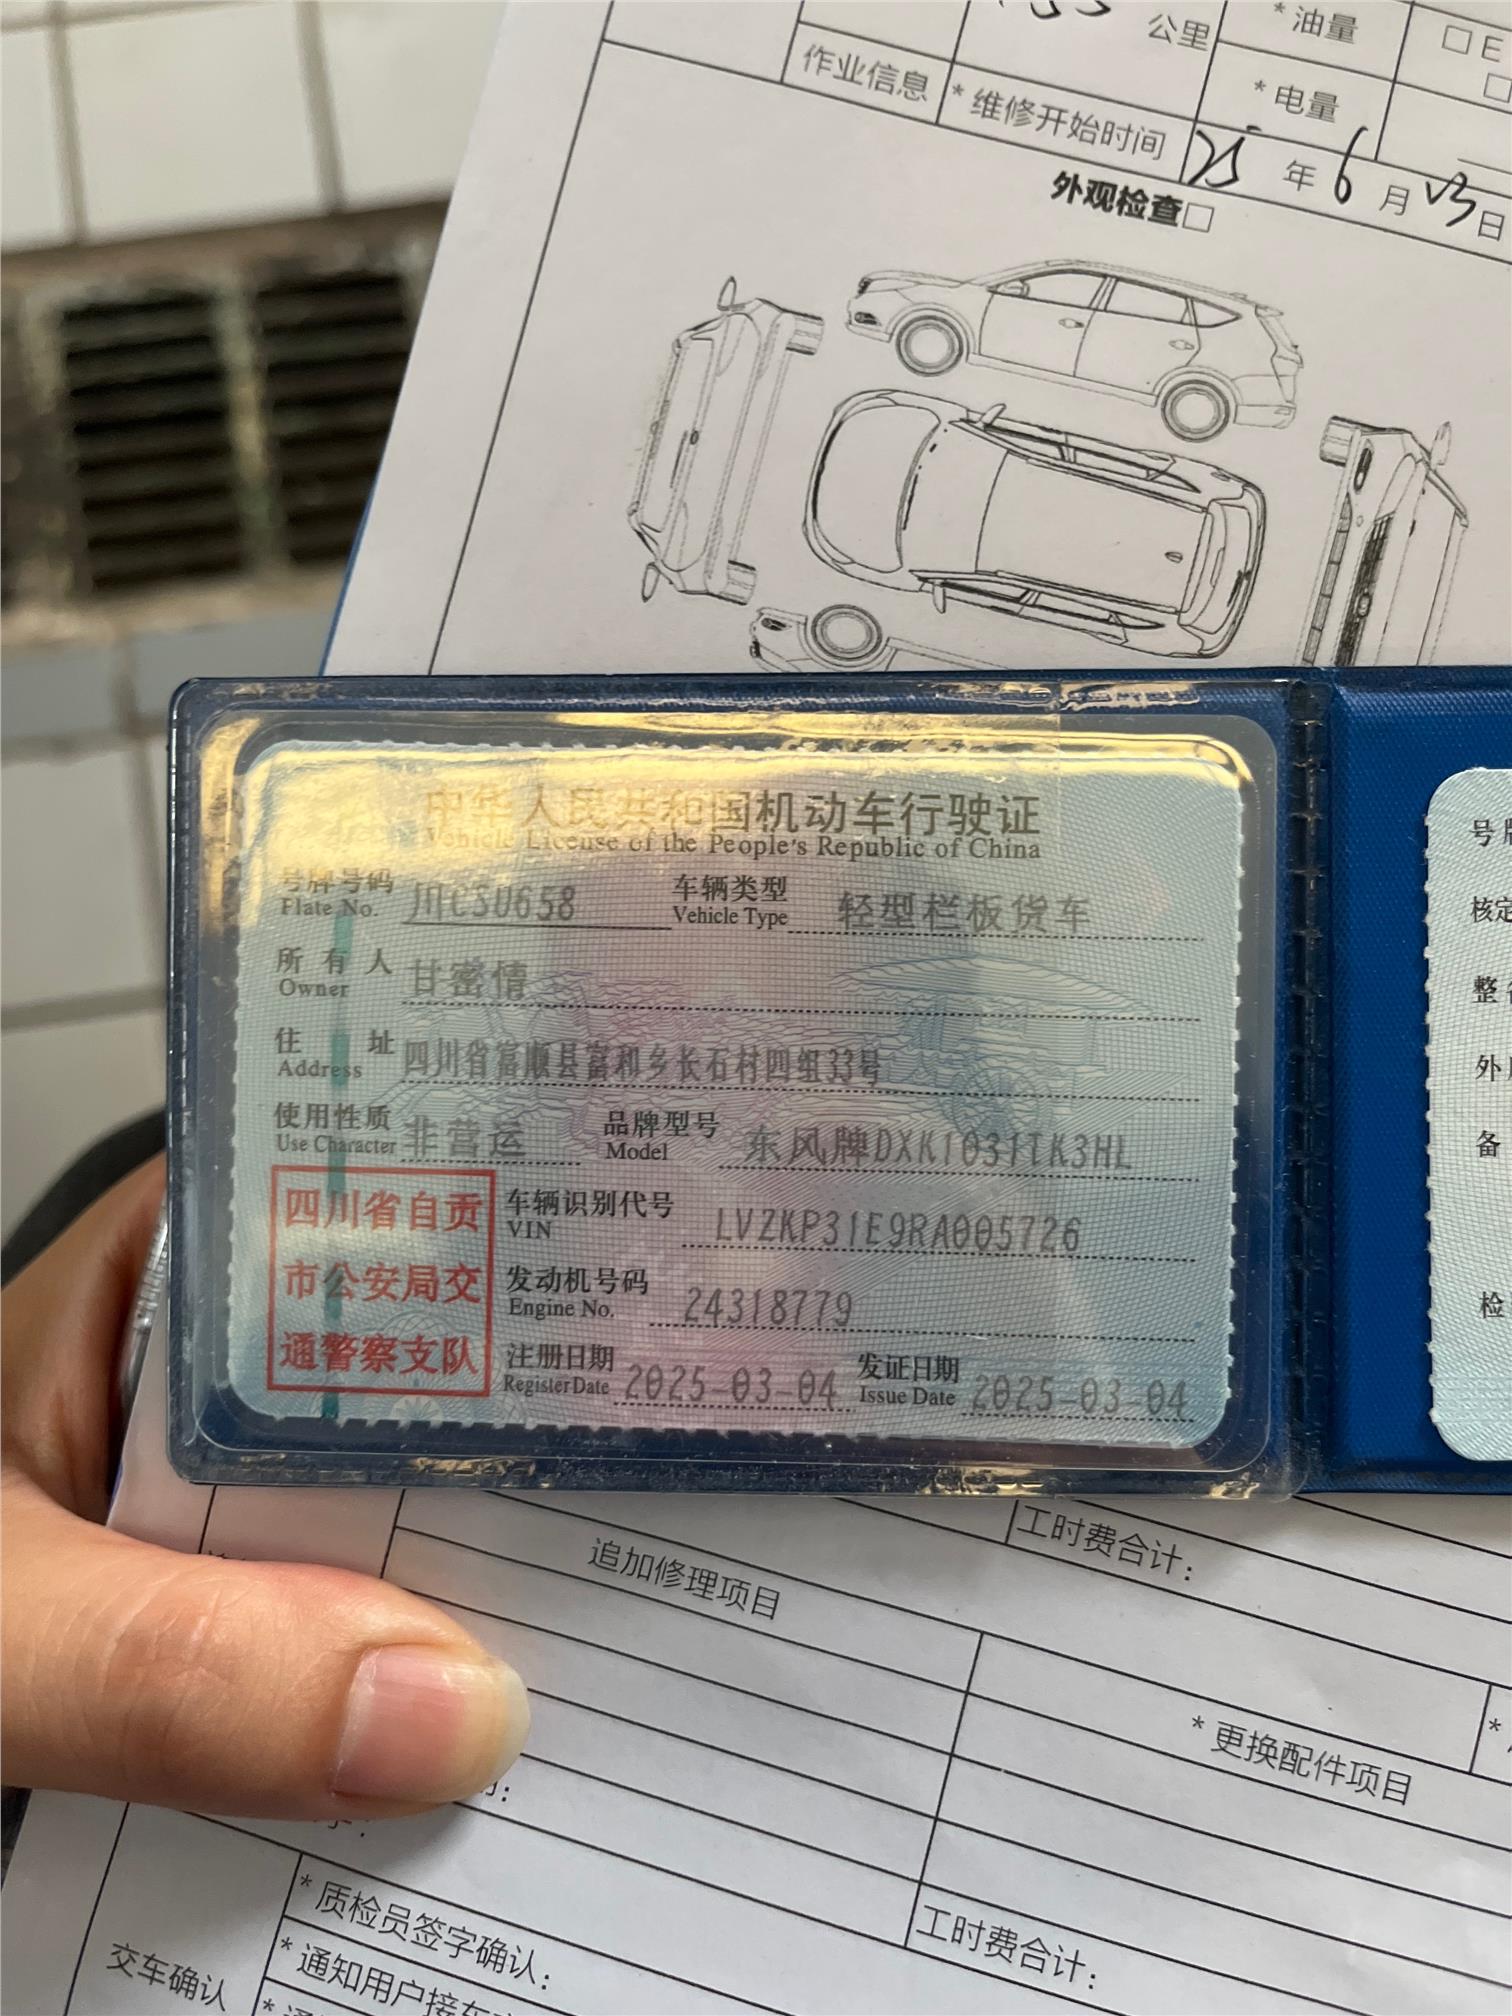 公里
* 油量
□ E
作业信息
* 维修开始时间
* 电量
25 年 6 月 13 日
外观检查□
中华人民共和国机动车行驶证
Vehicle License of the People's Republic of China
号牌号码 川CS0658 车辆类型 轻型栏板货车
Plate No. Vehicle Type
所有人 甘密情
Owner
住址 四川省富顺县富和乡长石村四组33号
Address
使用性质 非营运 品牌型号 东风牌DXK1031TK3HL
Use Character Model
四川省自贡
市公安局交
通警察支队
车辆识别代号 LVZKP31E9RA005726
VIN
发动机号码 24318779
Engine No.
注册日期 2025-03-04 发证日期 2025-03-04
Register Date Issue Date
号
核定
整
外
备
检
工时费合计：
追加修理项目
* 更换配件项目
工时费合计：
* 质检员签字确认：
交车确认
* 通知用户接车